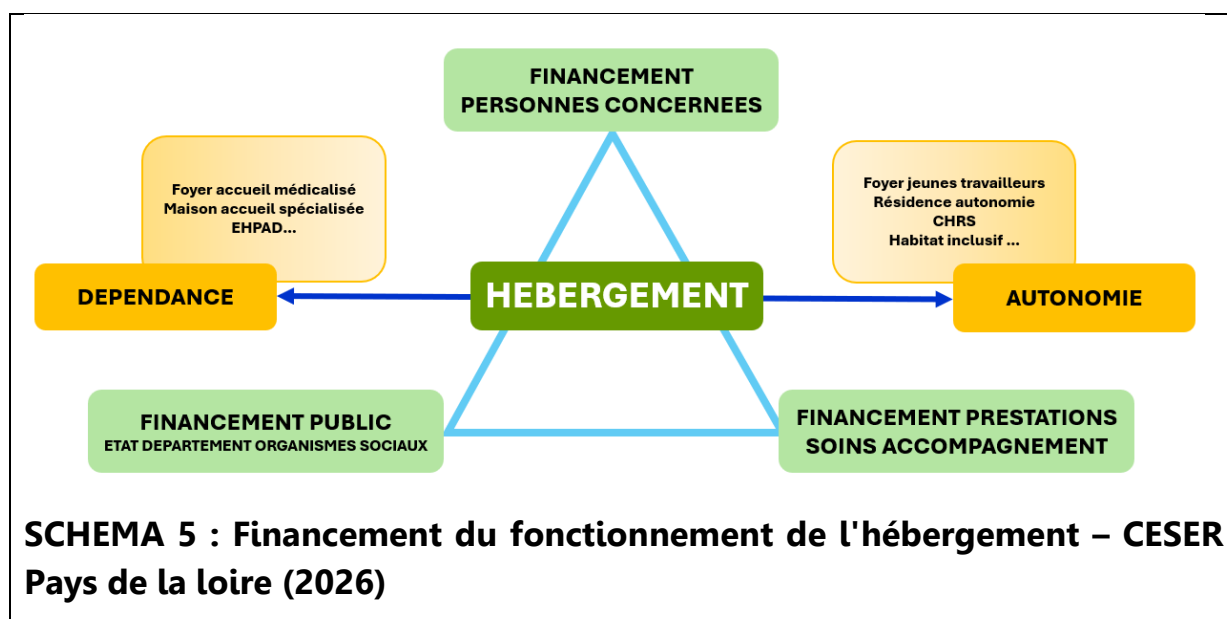 FINANCEMENT
PERSONNES CONCERNEES
Foyer accueil médicalisé
Maison accueil spécialisée
EHPAD...
Foyer jeunes travailleurs
Résidence autonomie
CHRS
Habitat inclusif ...
DEPENDANCE
HEBERGEMENT
AUTONOMIE
FINANCEMENT PUBLIC
ETAT DEPARTEMENT ORGANISMES SOCIAUX
FINANCEMENT PRESTATIONS
SOINS ACCOMPAGNEMENT
SCHEMA 5 : Financement du fonctionnement de l'hébergement – CESER
Pays de la loire (2026)